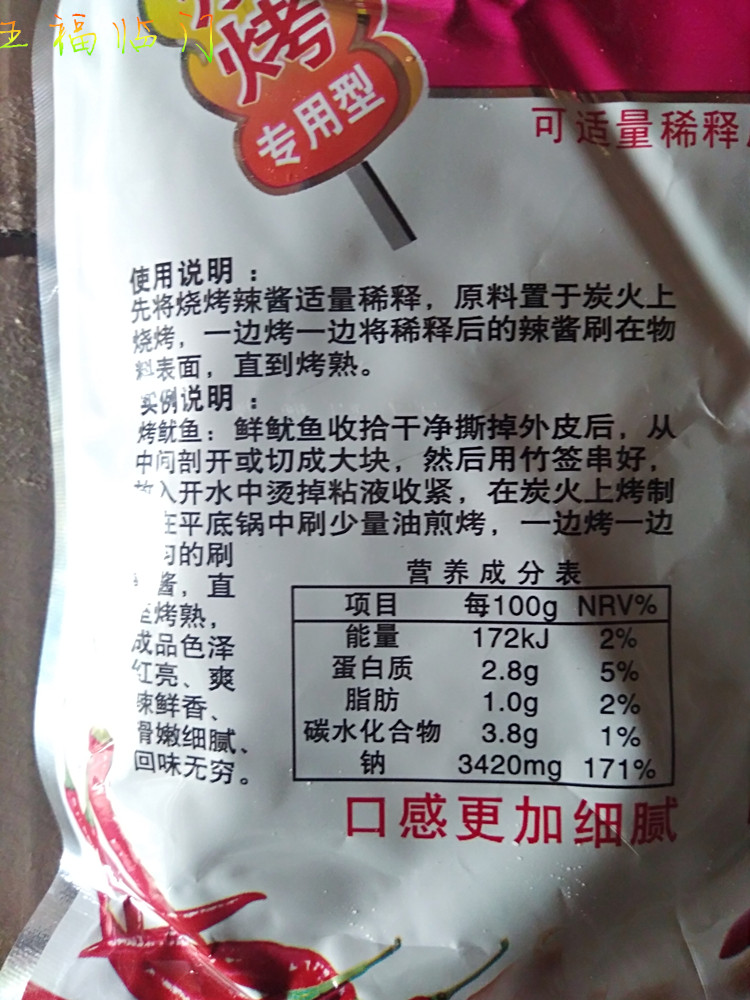 五福临门
烧烤
专用型
可适量稀释
使用说明：
先将烧烤辣酱适量稀释，原料置于炭火上
烧烤，一边烤一边将稀释后的辣酱刷在物
料表面，直到烤熟。
实例说明：
烤鱿鱼：鲜鱿鱼收拾干净撕掉外皮后，从
中间剖开或切成大块，然后用竹签串好，
放入开水中烫掉粘液收紧，在炭火上烤制
在平底锅中刷少量油煎烤，一边烤一边
匀的刷
酱，直
至烤熟，
成品色泽
红亮、爽
辣鲜香、
滑嫩细腻、
回味无穷。
营养成分表
项目 每100g NRV%
能量 172kJ 2%
蛋白质 2.8g 5%
脂肪 1.0g 2%
碳水化合物 3.8g 1%
钠 3420mg 171%
口感更加细腻